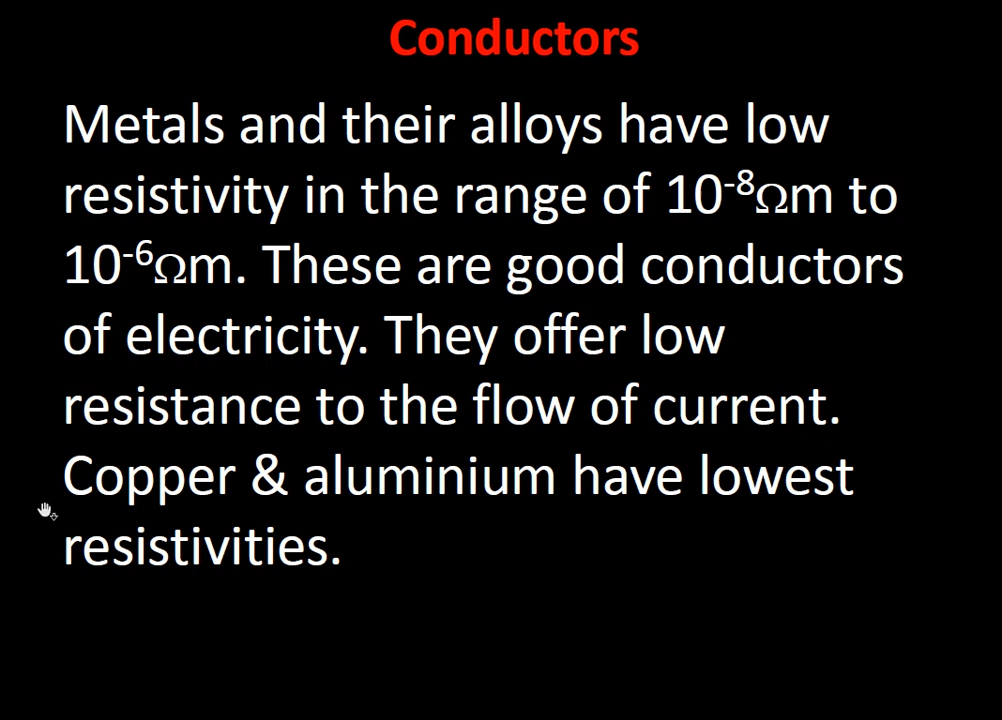 Conductors
Metals and their alloys have low
resistivity in the range of 10⁻⁸Ωm to
10⁻⁶Ωm. These are good conductors
of electricity. They offer low
resistance to the flow of current.
Copper & aluminium have lowest
resistivities.